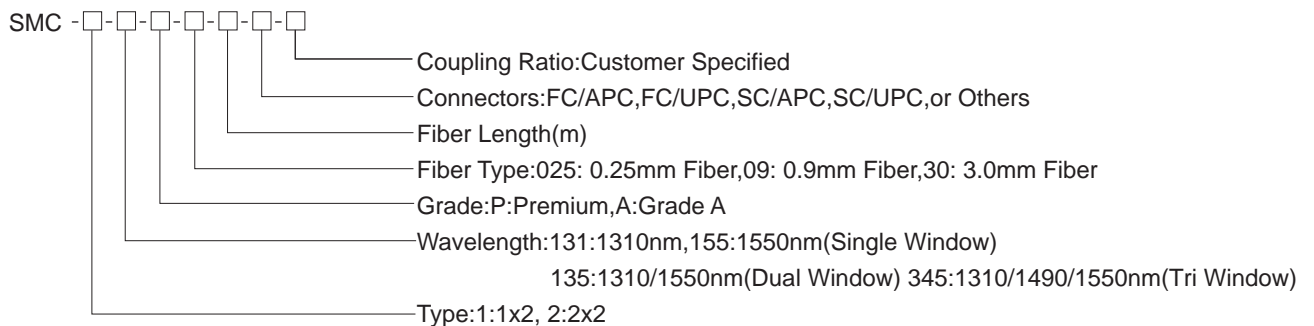 SMC -□-□-□-□-□-□-□
Coupling Ratio:Customer Specified
Connectors:FC/APC,FC/UPC,SC/APC,SC/UPC,or Others
Fiber Length(m)
Fiber Type:025: 0.25mm Fiber,09: 0.9mm Fiber,30: 3.0mm Fiber
Grade:P:Premium,A:Grade A
Wavelength:131:1310nm,155:1550nm(Single Window)
135:1310/1550nm(Dual Window) 345:1310/1490/1550nm(Tri Window)
Type:1:1x2, 2:2x2